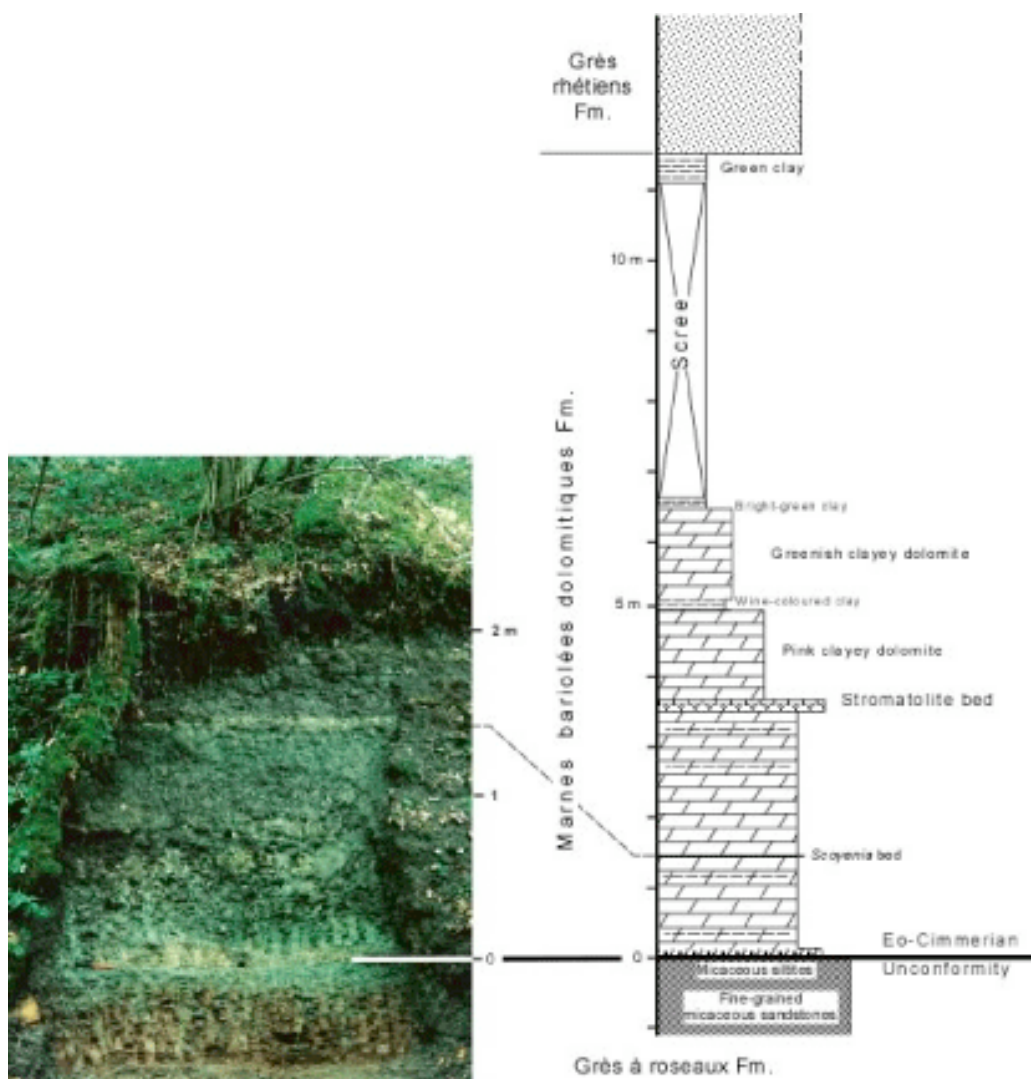 Grès
rhétiens
Fm.
Green clay
10 m
Scree
Marnes bariolées dolomitiques Fm.
Bright-green clay
Greenish clayey dolomite
5 m
Wine-coloured clay
2 m
Pink clayey dolomite
Stromatolite bed
1
Scoyenia bed
Eo-Cimmerian
0
0
Unconformity
Micaceous siltites
Fine-grained
micaceous sandstones
Grès à roseaux Fm.